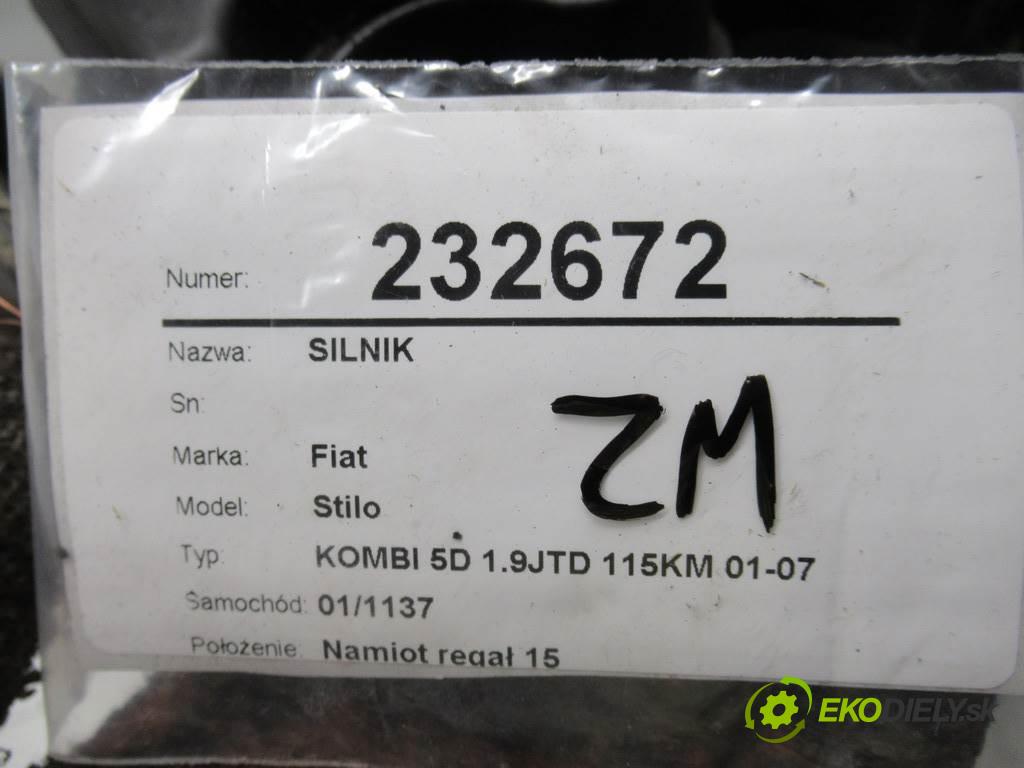 Numer: 232672
Nazwa: SILNIK
Sn:
ZM
Marka: Fiat
Model: Stilo
Typ: KOMBI 5D 1.9JTD 115KM 01-07
Samochód: 01/1137
Położenie: Namiot regał 15
EKODIELY.sk